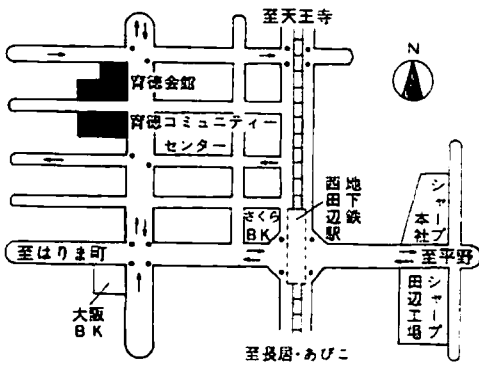 至天王寺
N
育徳会館
育徳コミュニティー
センター
さくら
BK
地下鉄
西田辺駅
シャープ
本社
至はりま町
至平野
大阪
BK
シャープ
田辺工場
至長居・あびこ